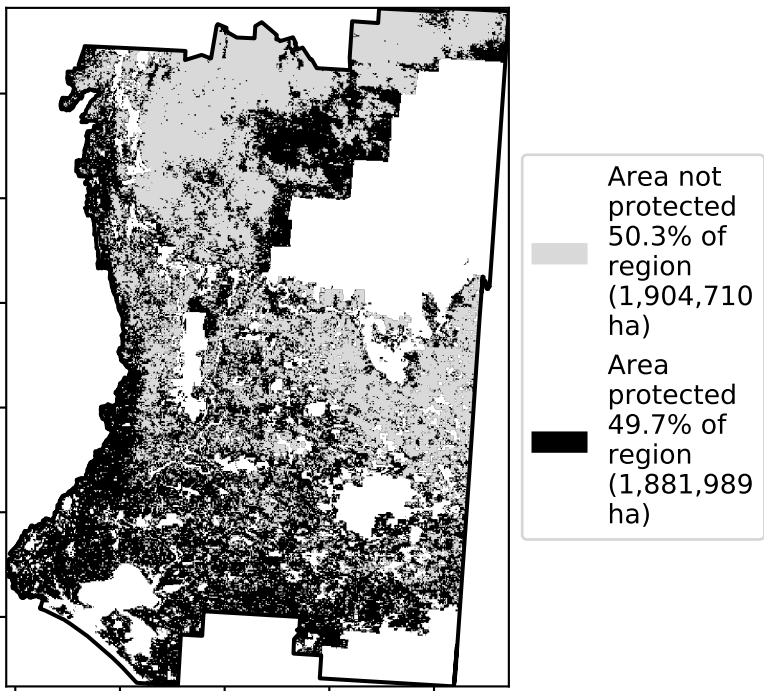 Area not
protected
50.3% of
region
(1,904,710
ha)
Area
protected
49.7% of
region
(1,881,989
ha)